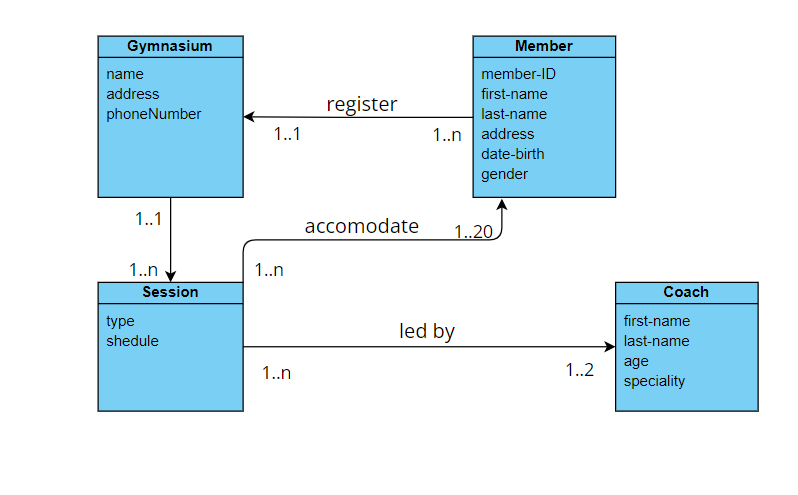 Gymnasium
name
address
phoneNumber
Member
member-ID
first-name
last-name
address
date-birth
gender
register
1..1
1..n
1..1
1..n
accomodate
1..20
1..n
Session
type
shedule
led by
1..n
1..2
Coach
first-name
last-name
age
speciality